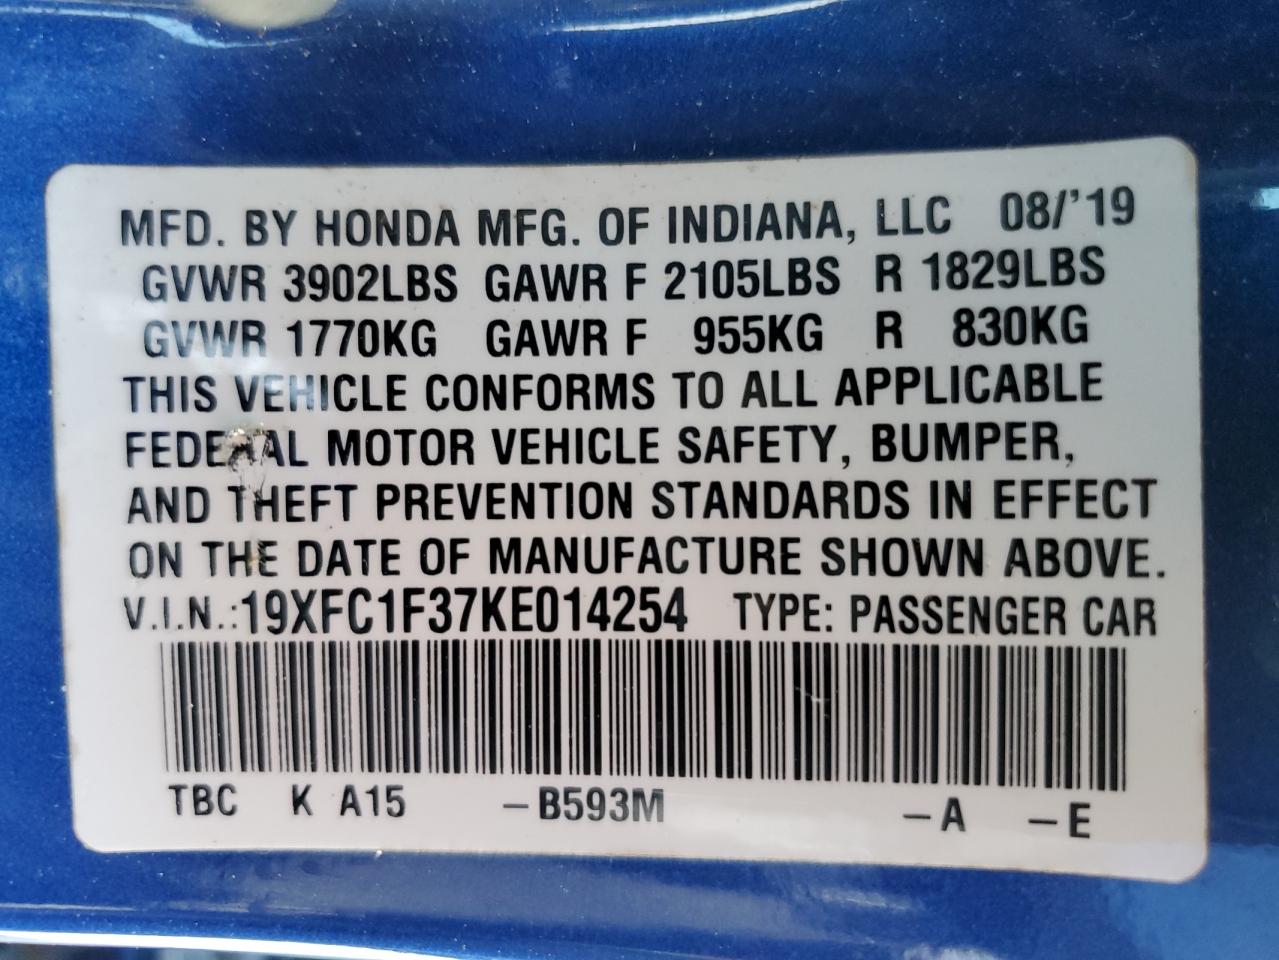 MFD. BY HONDA MFG. OF INDIANA, LLC 08/'19
GVWR 3902LBS GAWR F 2105LBS R 1829LBS
GVWR 1770KG GAWR F 955KG R 830KG
THIS VEHICLE CONFORMS TO ALL APPLICABLE
FEDERAL MOTOR VEHICLE SAFETY, BUMPER,
AND THEFT PREVENTION STANDARDS IN EFFECT
ON THE DATE OF MANUFACTURE SHOWN ABOVE.
V.I.N.:19XFC1F37KE014254 TYPE: PASSENGER CAR
TBC K A15 –B593M –A –E